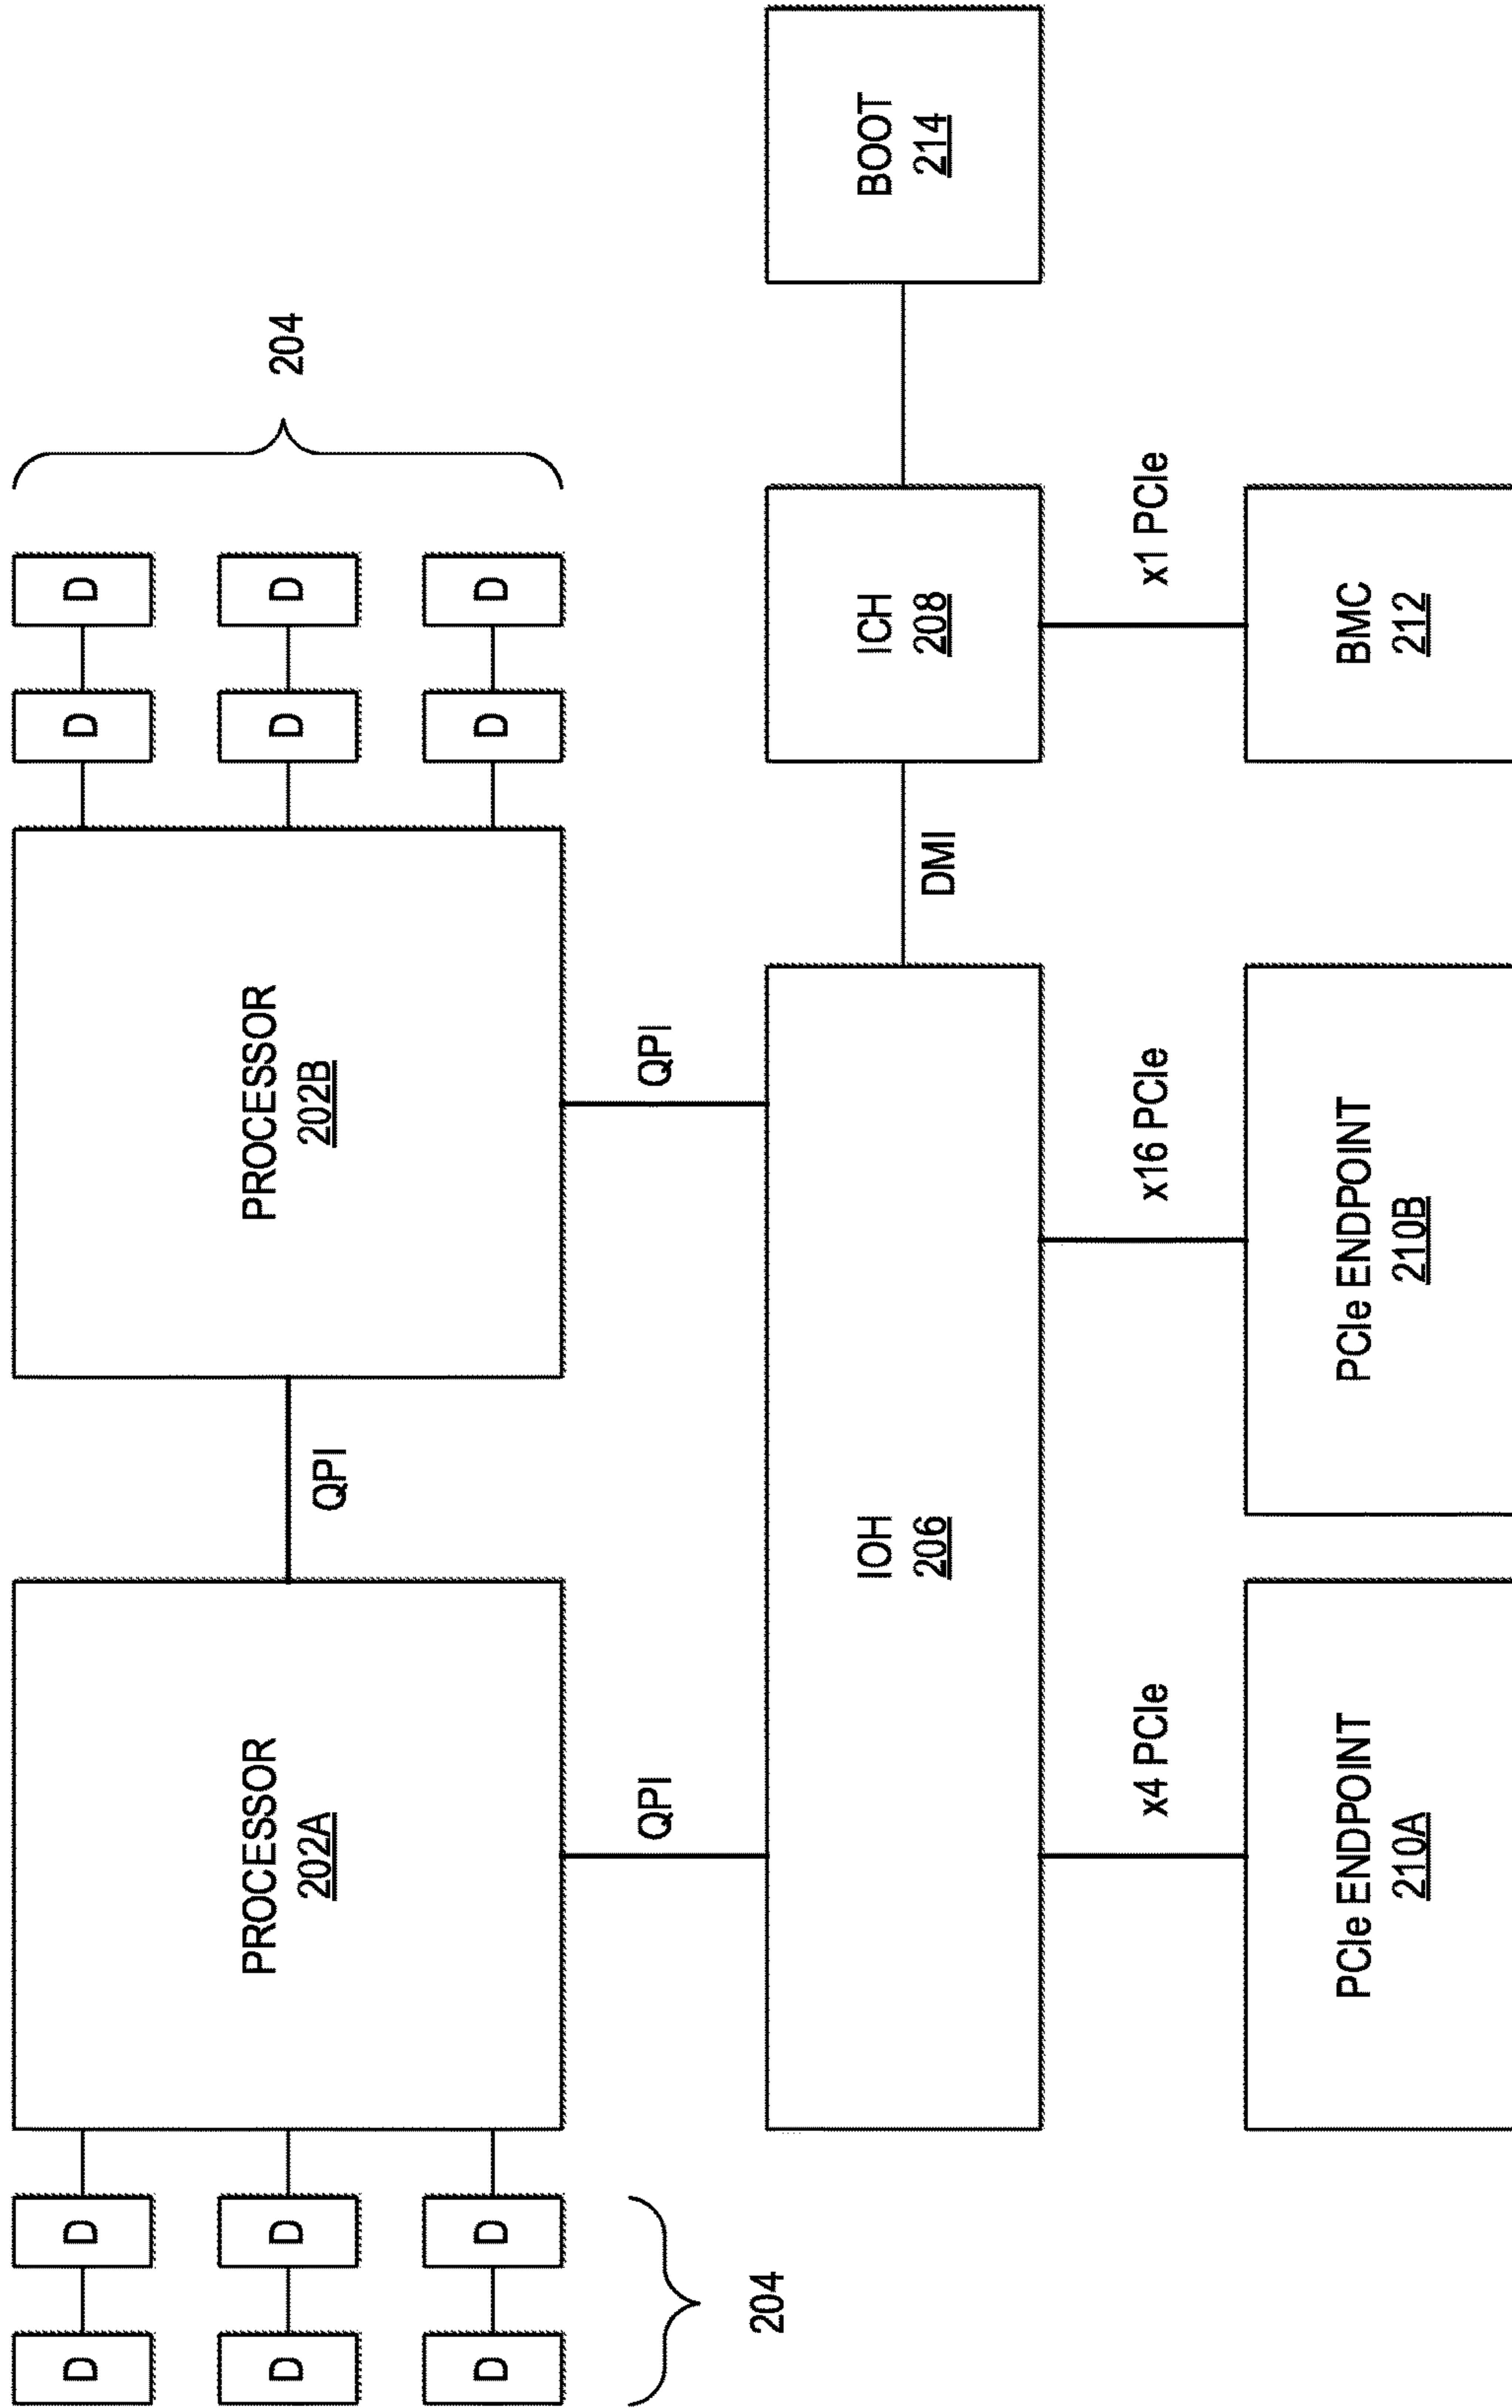 D
D
D
D
PROCESSOR
202A
PROCESSOR
202B
D
D
QPI
D
D
204
D
D
D
D
QPI
QPI
204
IOH
206
DMI
ICH
208
BOOT
214
x4 PCIe
x16 PCIe
x1 PCIe
PCIe ENDPOINT
210A
PCIe ENDPOINT
210B
BMC
212